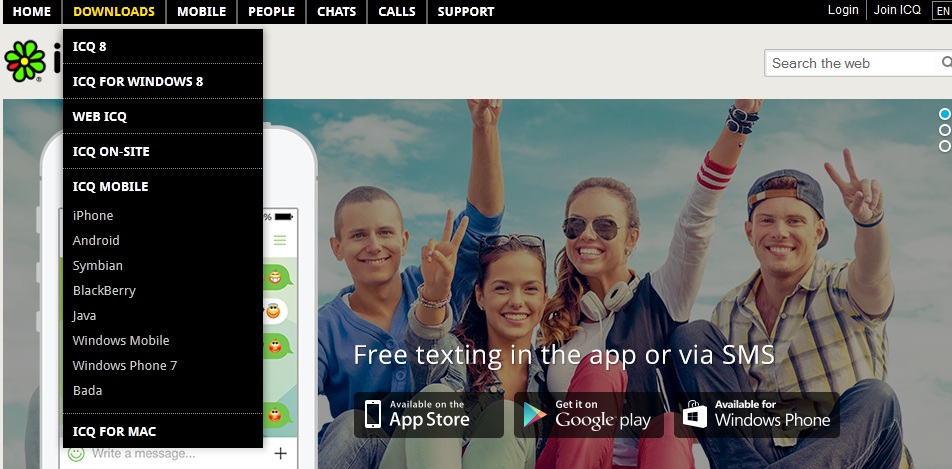 HOME DOWNLOADS MOBILE PEOPLE CHATS CALLS SUPPORT Login Join ICQ EN
ICQ 8
ICQ FOR WINDOWS 8
WEB ICQ
ICQ ON-SITE
ICQ MOBILE
iPhone
Android
Symbian
BlackBerry
Java
Windows Mobile
Windows Phone 7
Bada
ICQ FOR MAC
Search the web
%
Free texting in the app or via SMS
Available on the
App Store
Get it on
Google play
Available for
Windows Phone
Write a message...